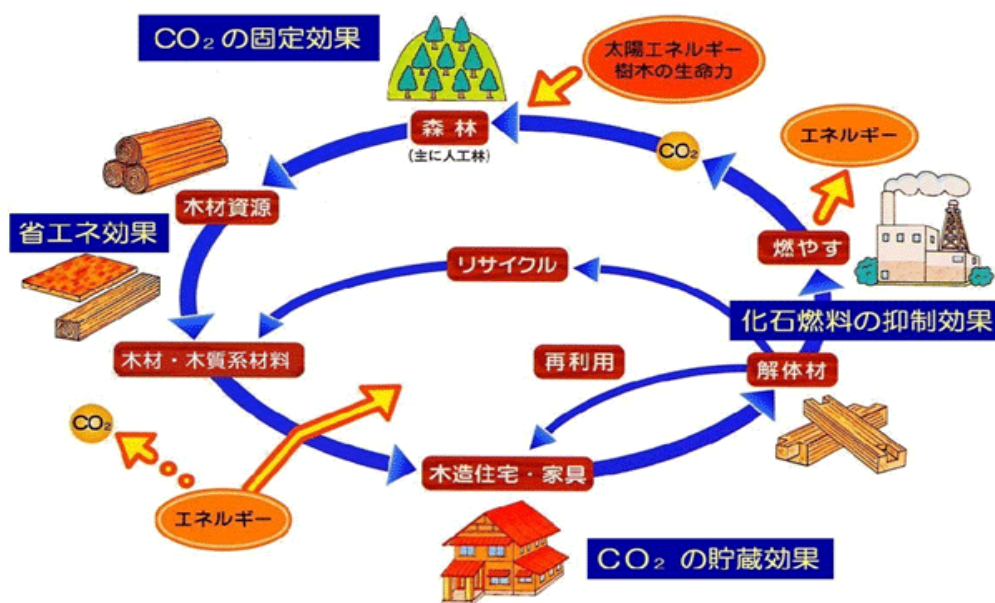 CO₂の固定効果
太陽エネルギー
樹木の生命力
森林
(主に人工林)
エネルギー
CO₂
木材資源
省エネ効果
燃やす
リサイクル
化石燃料の抑制効果
木材・木質系材料
再利用
解体材
CO₂
木造住宅・家具
エネルギー
CO₂の貯蔵効果